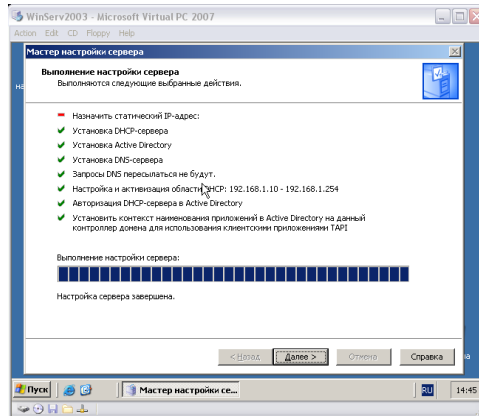 WinServ2003 - Microsoft Virtual PC 2007
Action Edit CD Floppy Help
Мастер настройки сервера
Выполнение настройки сервера
Выполняются следующие выбранные действия.
Назначить статический IP-адрес:
Установка DHCP-сервера
Установка Active Directory
Установка DNS-сервера
Запросы DNS пересылаться не будут.
Настройка и активизация области DHCP: 192.168.1.10 - 192.168.1.254
Авторизация DHCP-сервера в Active Directory
Установить контекст наименования приложений в Active Directory на данный
контроллер домена для использования клиентскими приложениями TAPI
Выполнение настройки сервера:
Настройка сервера завершена.
< Назад Далее > Отмена Справка
Пуск Мастер настройки се... RU 14:45